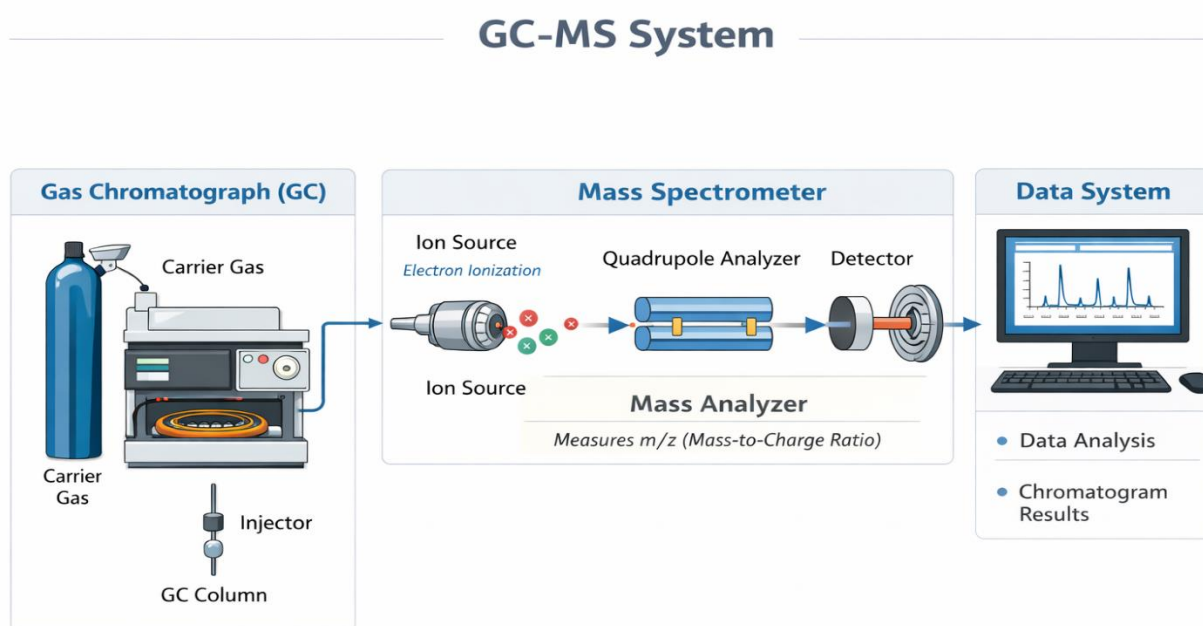 GC-MS System
Gas Chromatograph (GC)
Carrier Gas
Carrier
Gas
Injector
GC Column
Mass Spectrometer
Ion Source
Electron Ionization
Quadrupole Analyzer
Detector
Ion Source
Mass Analyzer
Measures m/z (Mass-to-Charge Ratio)
Data System
• Data Analysis
• Chromatogram
Results